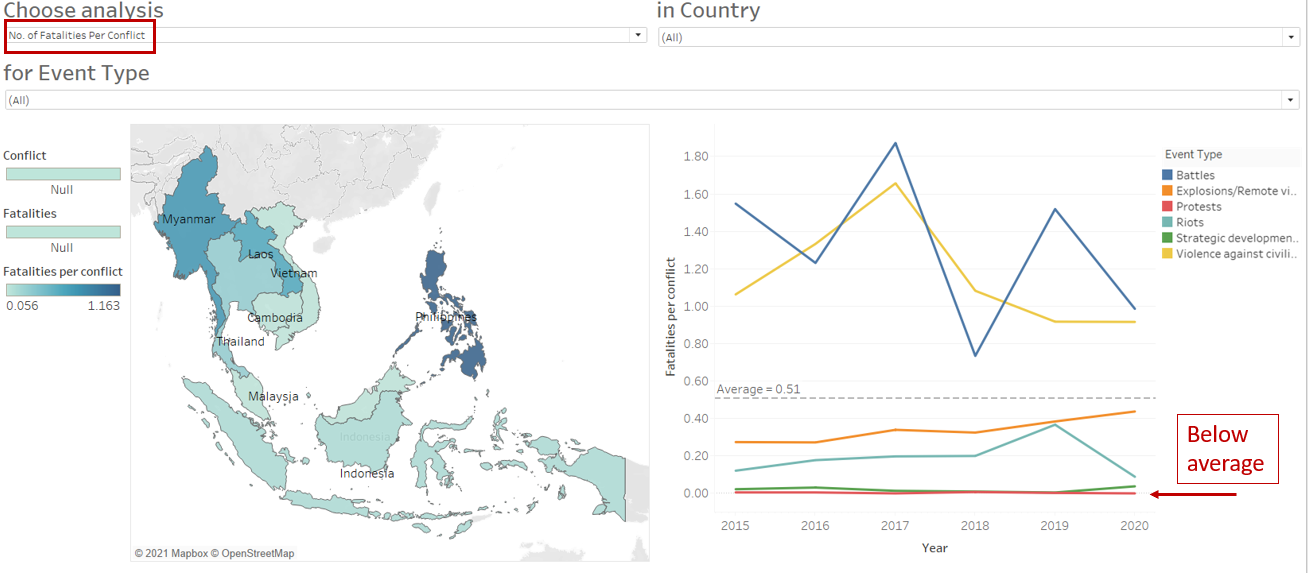 Choose analysis
No. of Fatalities Per Conflict
in Country
(All)
for Event Type
(All)
Conflict
Null
Fatalities
Null
Fatalities per conflict
0.056 1.163
Myanmar
Laos
Vietnam
Cambodia
Thailand
Philippines
Malaysia
Indonesia
Indonesia
© 2021 Mapbox © OpenStreetMap
Fatalities per conflict
1.80
1.60
1.40
1.20
1.00
0.80
0.60
0.40
0.20
0.00
Average = 0.51
2015 2016 2017 2018 2019 2020
Year
Event Type
Battles
Explosions/Remote vi..
Protests
Riots
Strategic developmen..
Violence against civili..
Below
average